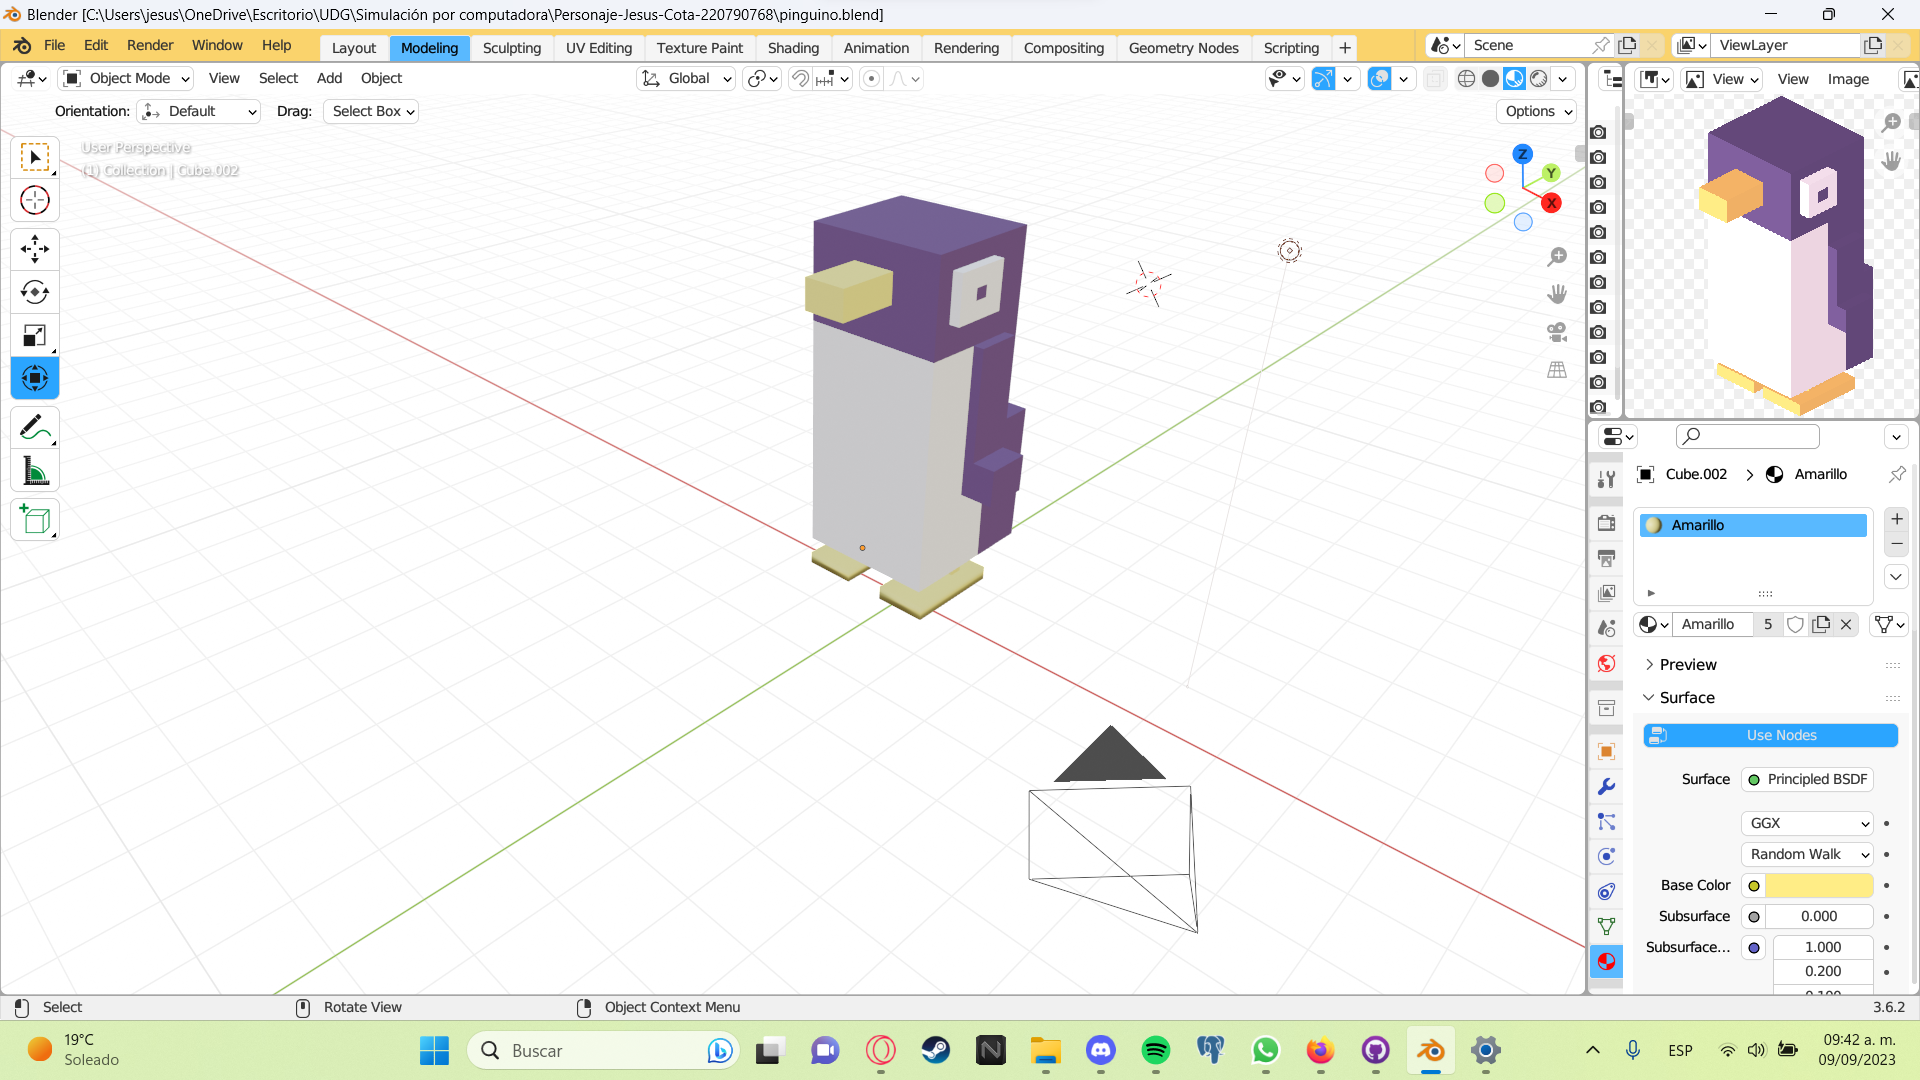 Blender [C:\Users\jesus\OneDrive\Escritorio\UDG\Simulación por computadora\Personaje-Jesus-Cota-220790768\pinguino.blend]
File Edit Render Window Help Layout Modeling Sculpting UV Editing Texture Paint Shading Animation Rendering Compositing Geometry Nodes Scripting + Scene ViewLayer
Object Mode View Select Add Object Global View View Image
Orientation: Default Drag: Select Box Options
User Perspective
(1) Collection | Cube.002
Z
Y
X
Cube.002 > Amarillo
Amarillo
Amarillo 5
Preview
Surface
Use Nodes
Surface Principled BSDF
GGX
Random Walk
Base Color
Subsurface 0.000
Subsurface... 1.000
0.200
Select Rotate View Object Context Menu 3.6.2
19°C
Soleado
Buscar
ESP
09:42 a. m.
09/09/2023